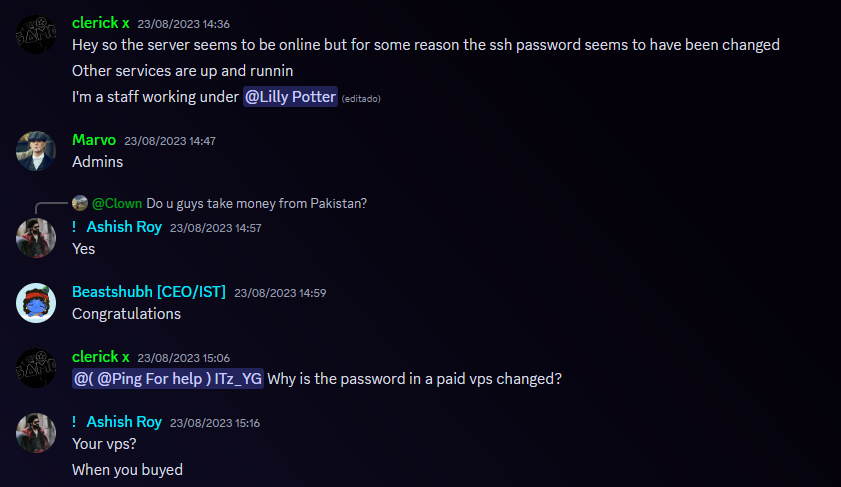 clerick x 23/08/2023 14:36
Hey so the server seems to be online but for some reason the ssh password seems to have been changed
Other services are up and runnin
I'm a staff working under @Lilly Potter (editado)
Marvo 23/08/2023 14:47
Admins
@Clown Do u guys take money from Pakistan?
! Ashish Roy 23/08/2023 14:57
Yes
Beastshubh [CEO/IST] 23/08/2023 14:59
Congratulations
clerick x 23/08/2023 15:06
@( @Ping For help ) ITz_YG Why is the password in a paid vps changed?
! Ashish Roy 23/08/2023 15:16
Your vps?
When you buyed